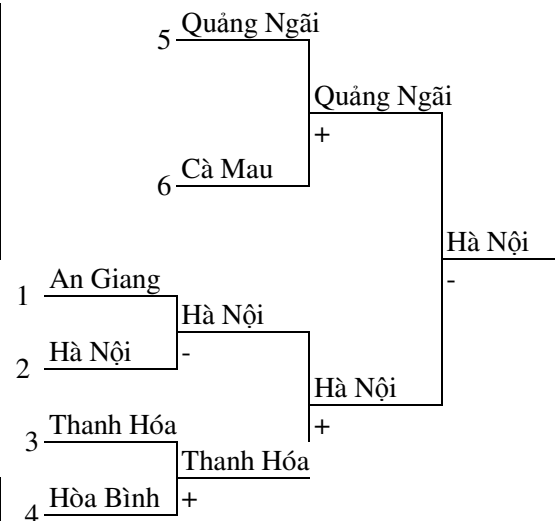 5 Quảng Ngãi
Quảng Ngãi
+
6 Cà Mau
Hà Nội
-
1 An Giang
Hà Nội
-
2 Hà Nội
Hà Nội
+
3 Thanh Hóa
Thanh Hóa
+
4 Hòa Bình